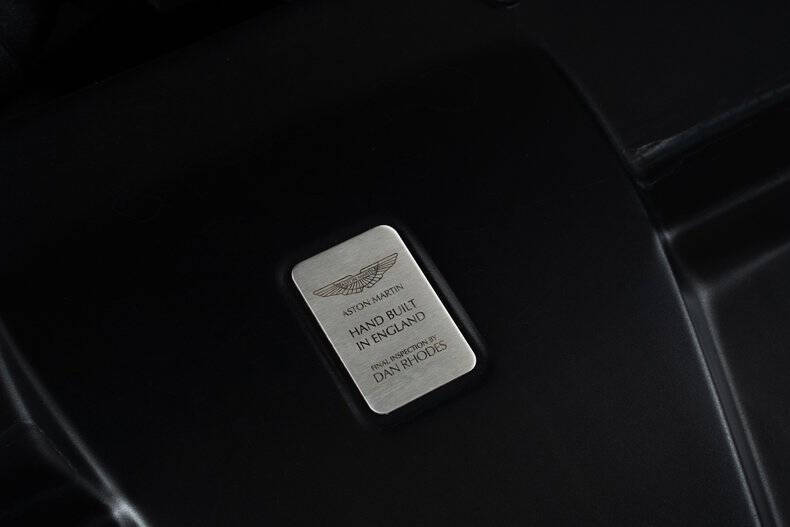 ASTON MARTIN
HAND BUILT
IN ENGLAND
FINAL INSPECTION BY
DAN RHODES